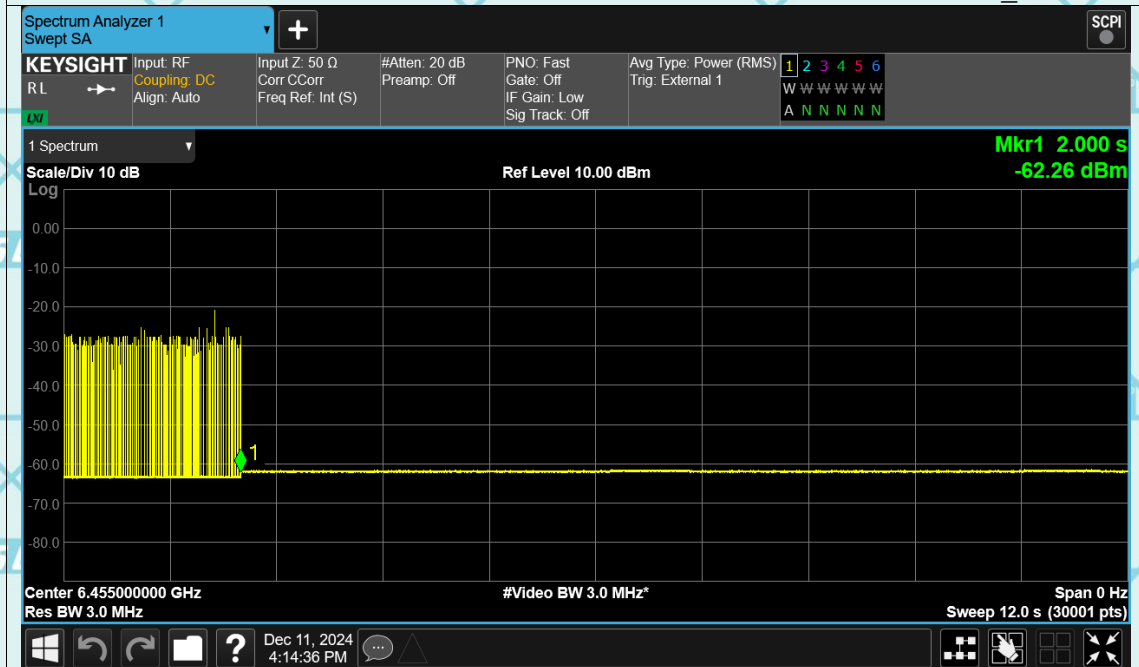 Spectrum Analyzer 1
Swept SA
+
SCPI
KEYSIGHT
RL
LXI
Input: RF
Coupling: DC
Align: Auto
Input Z: 50 Ω
Corr CCorr
Freq Ref: Int (S)
#Atten: 20 dB
Preamp: Off
PNO: Fast
Gate: Off
IF Gain: Low
Sig Track: Off
Avg Type: Power (RMS)
Trig: External 1
1 2 3 4 5 6
W W W W W W
A N N N N N
1 Spectrum
Mkr1 2.000 s
-62.26 dBm
Scale/Div 10 dB
Ref Level 10.00 dBm
Log
0.00
-10.0
-20.0
-30.0
-40.0
-50.0
-60.0
-70.0
-80.0
1
Center 6.455000000 GHz
#Video BW 3.0 MHz*
Span 0 Hz
Res BW 3.0 MHz
Sweep 12.0 s (30001 pts)
?
Dec 11, 2024
4:14:36 PM